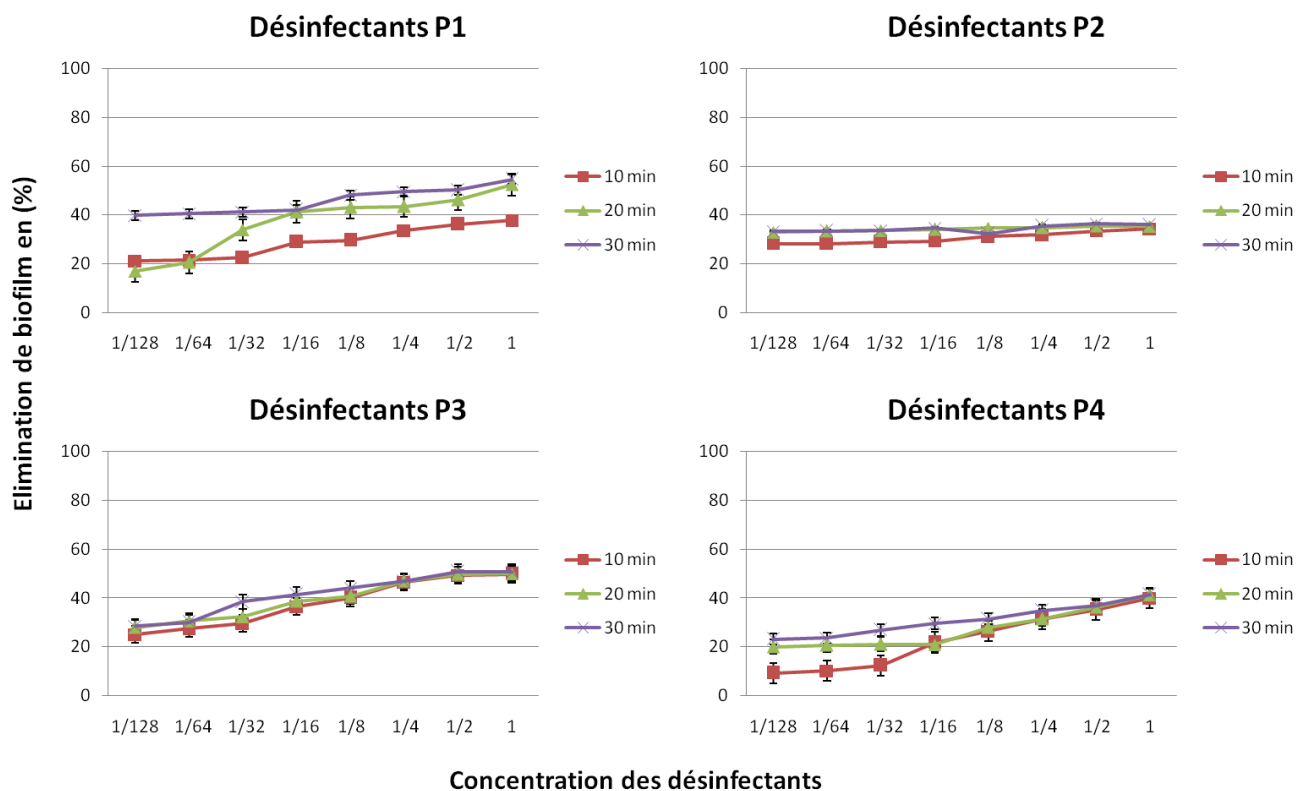 Désinfectants P1
100
80
60
40
20
0
1/128 1/64 1/32 1/16 1/8 1/4 1/2 1
10 min
20 min
30 min
Désinfectants P2
100
80
60
40
20
0
1/128 1/64 1/32 1/16 1/8 1/4 1/2 1
10 min
20 min
30 min
Elimination de biofilm en (%)
Désinfectants P3
100
80
60
40
20
0
1/128 1/64 1/32 1/16 1/8 1/4 1/2 1
10 min
20 min
30 min
Désinfectants P4
100
80
60
40
20
0
1/128 1/64 1/32 1/16 1/8 1/4 1/2 1
10 min
20 min
30 min
Concentration des désinfectants